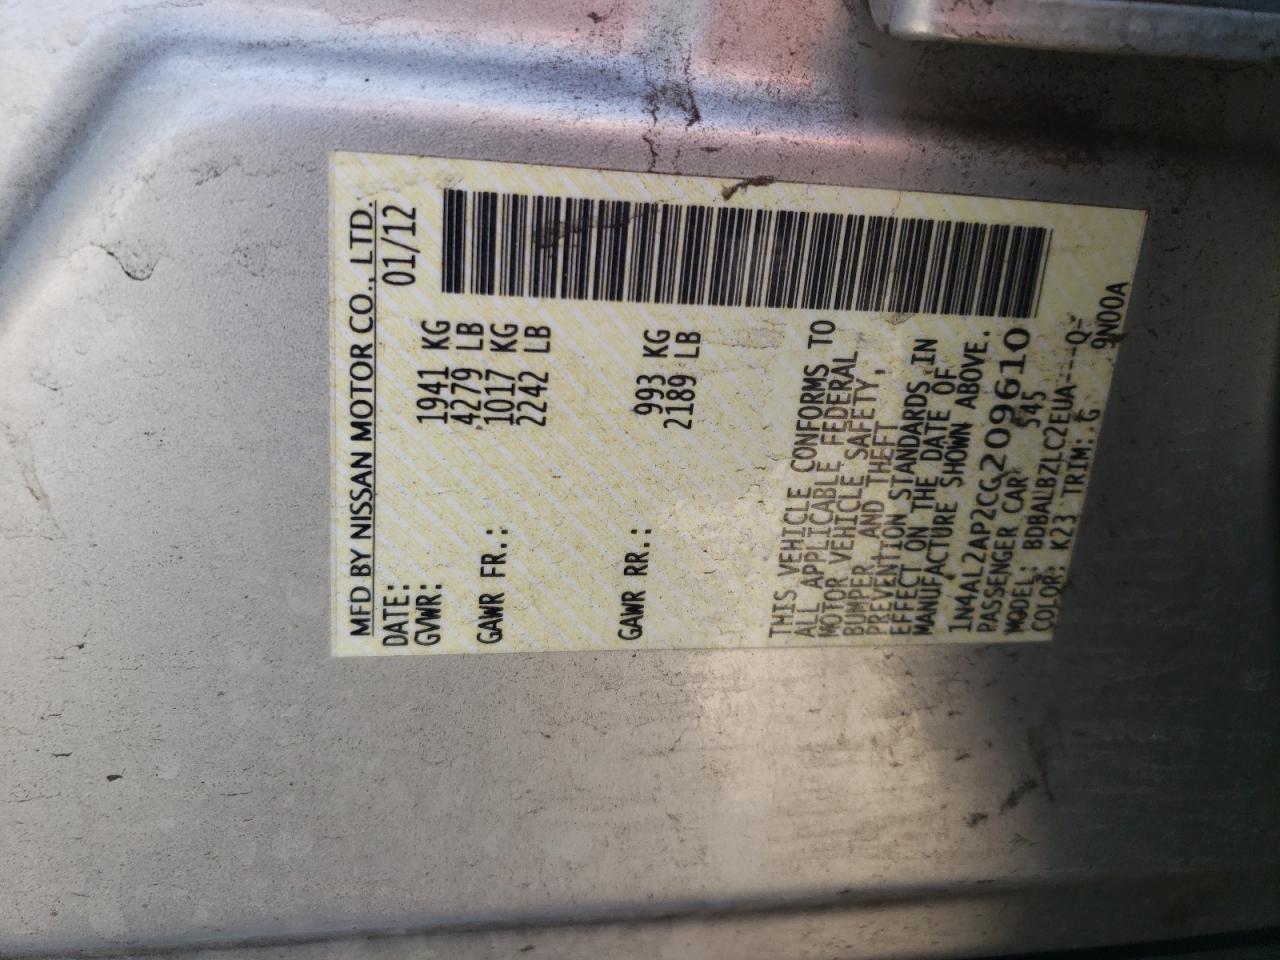 MFD BY NISSAN MOTOR CO., LTD.
DATE: 01/12
GVWR: 1941 KG
4279 LB
GAWR FR.: 1017 KG
2242 LB
GAWR RR.: 993 KG
2189 LB
THIS VEHICLE CONFORMS TO
ALL APPLICABLE FEDERAL
MOTOR VEHICLE SAFETY,
BUMPER AND THEFT
PREVENTION STANDARDS IN
EFFECT ON THE DATE OF
MANUFACTURE SHOWN ABOVE.
1N4AL2AP2CC209610
PASSENGER CAR 545
MODEL: BDBALBZLC2EUA---Q-
COLOR: K23 TRIM: G 9N00A